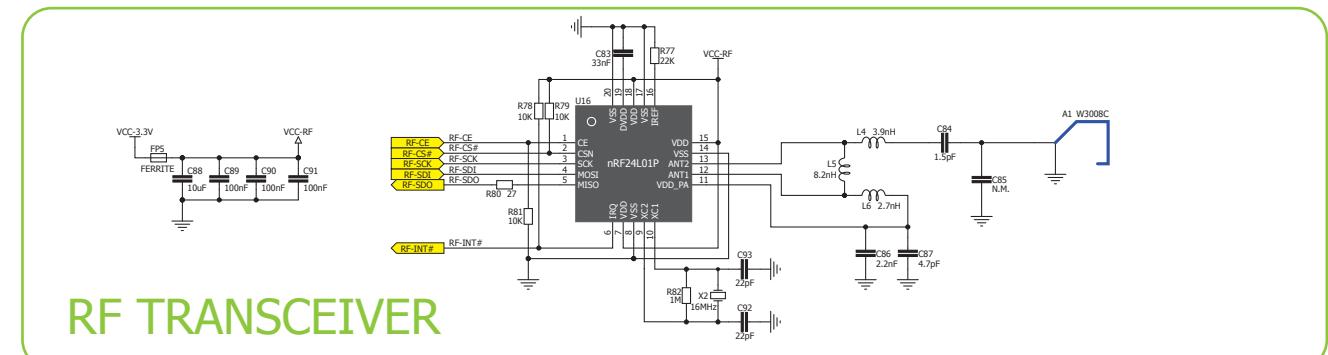 C83
33nF
R77
22K
VCC-RF
U16
20 19 18 17 16
VSS DVDD VDD VSS IREF
R78
10K
R79
10K
A1 W3008C
VCC-3.3V
FP5
FERRITE
VCC-RF
C88
10uF
C89
100nF
C90
100nF
C91
100nF
RF-CE RF-CE 1 CE
RF-CS# RF-CS# 2 CSN
RF-SCK RF-SCK 3 SCK
RF-SDI RF-SDI 4 MOSI
RF-SDO RF-SDO 5 MISO
R80 27
nRF24L01P
VDD 15
VSS 14
ANT2 13
ANT1 12
VDD_PA 11
L4 3.9nH
C84
1.5pF
L5
8.2nH
L6 2.7nH
C85
N.M.
R81
10K
IRQ VDD VSS XC2 XC1
6 7 8 9 10
RF-INT# RF-INT#
C86
2.2nF
C87
4.7pF
C93
22pF
R82
1M
X2
16MHz
C92
22pF
RF TRANSCEIVER